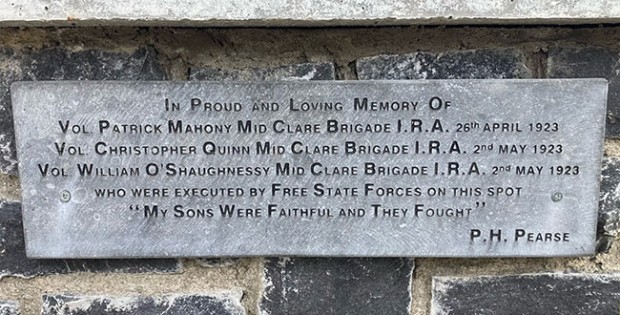 In Proud and Loving Memory Of
Vol. Patrick Mahony Mid Clare Brigade I.R.A. 26th April 1923
Vol. Christopher Quinn Mid Clare Brigade I.R.A. 2nd May 1923
Vol William O'Shaughnessy Mid Clare Brigade I.R.A. 2nd May 1923
who were executed by Free State Forces on this spot
"My Sons Were Faithful and They Fought"
P.H. Pearse